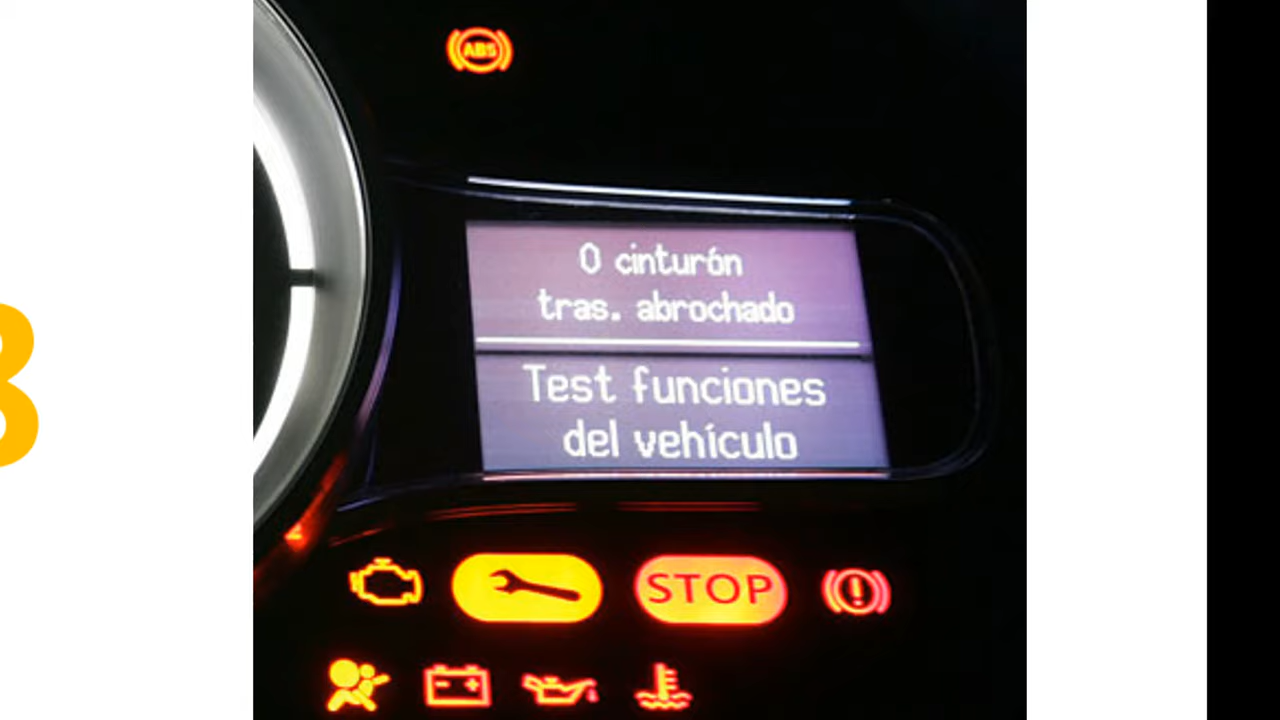 ABS
0 cinturón
tras. abrochado
Test funciones
del vehículo
STOP